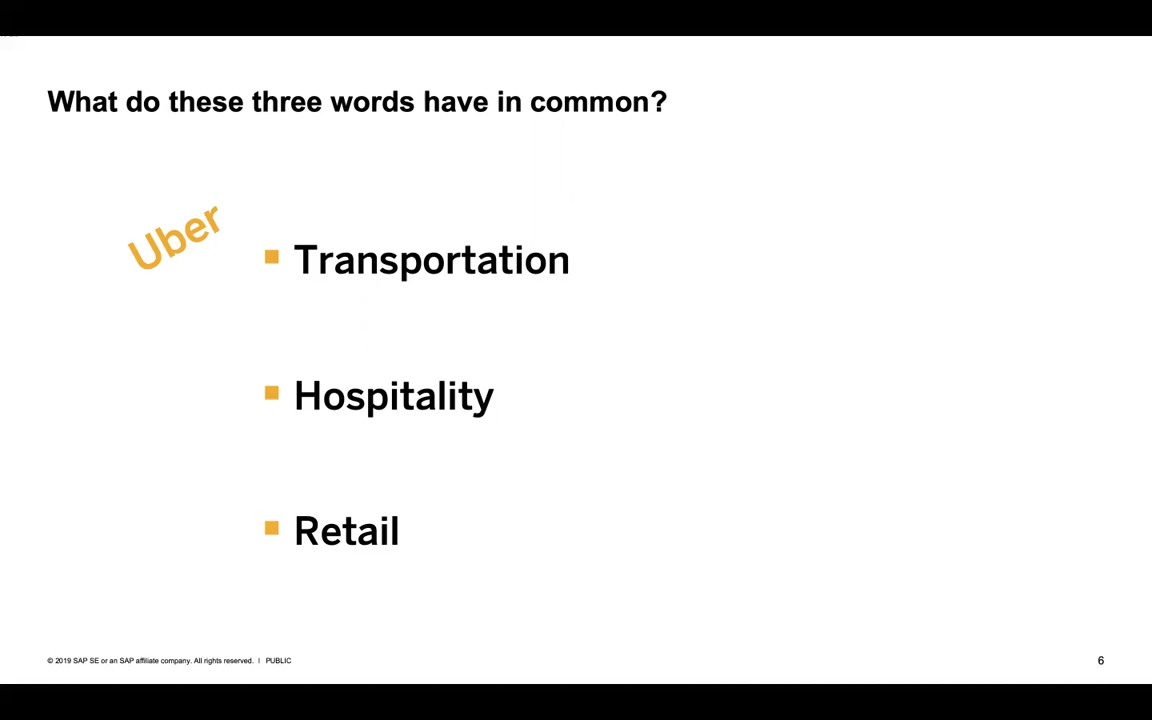 What do these three words have in common?
Uber
Transportation
Hospitality
Retail
© 2019 SAP SE or an SAP affiliate company. All rights reserved. | PUBLIC
6